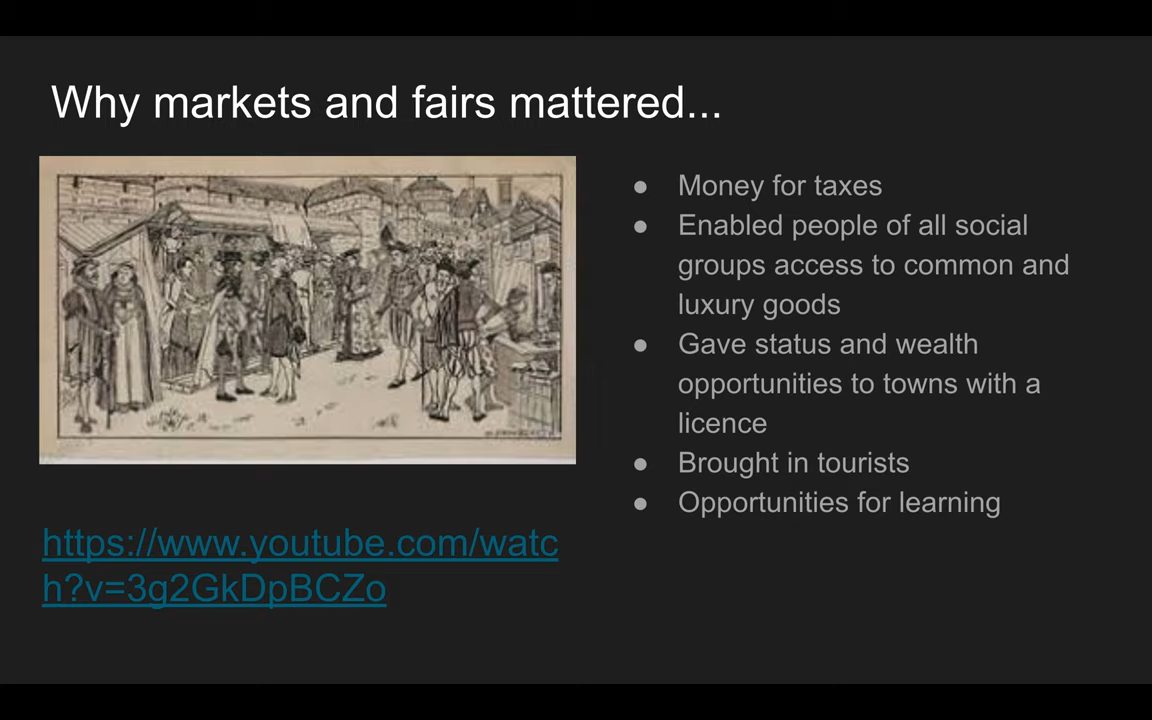 Why markets and fairs mattered...
● Money for taxes
● Enabled people of all social
groups access to common and
luxury goods
● Gave status and wealth
opportunities to towns with a
licence
● Brought in tourists
● Opportunities for learning
https://www.youtube.com/watc
h?v=3g2GkDpBCZo